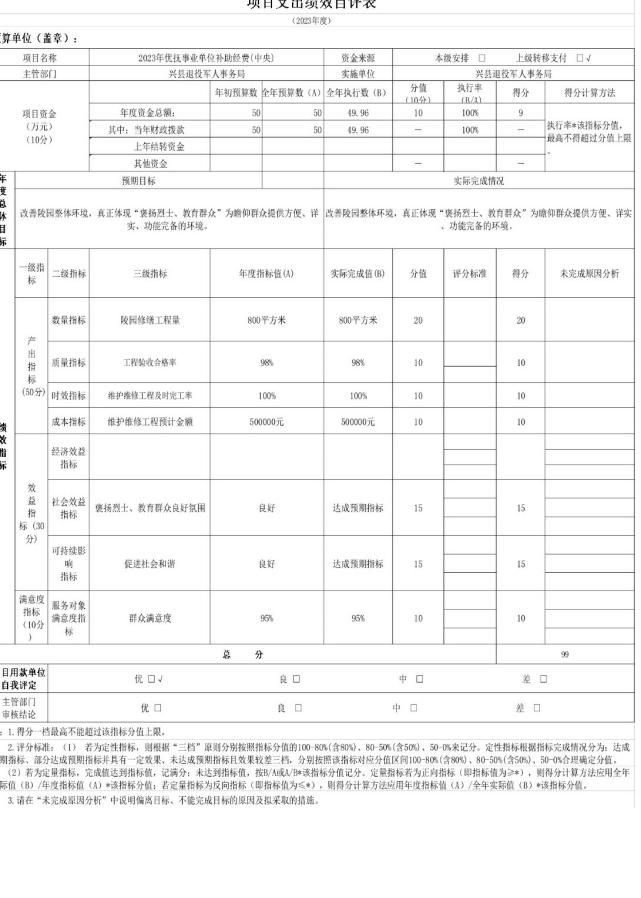 项目支出绩效自评表
（2023年度）
算单位（盖章）：
项目名称 2023年优抚事业单位补助经费(中央) 资金来源 本级安排 □ 上级转移支付 □√
主管部门 兴县退役军人事务局 实施单位 兴县退役军人事务局
项目资金（万元）（10分） 年初预算数 全年预算数（A） 全年执行数（B） 分值（10分） 执行率（B/A) 得分 得分计算方法
年度资金总额： 50 50 49.96 10 100% 9 执行率*该指标分值，最高不得超过分值上限。
其中：当年财政拨款 50 50 49.96 — 100% —
上年结转资金
其他资金 — —
年度总体目标 预期目标 实际完成情况
改善陵园整体环境，真正体现“褒扬烈士、教育群众”为瞻仰群众提供方便、详实、功能完备的环境。 改善陵园整体环境，真正体现“褒扬烈士、教育群众”为瞻仰群众提供方便、详实、功能完备的环境。
绩效指标 一级指标 二级指标 三级指标 年度指标值(A) 实际完成值(B) 分值 评分标准 得分 未完成原因分析
产出指标(50分) 数量指标 陵园修缮工程量 800平方米 800平方米 20 20
质量指标 工程验收合格率 98% 98% 10 10
时效指标 维护维修工程及时完工率 100% 100% 10 10
成本指标 维护维修工程预计金额 500000元 500000元 10 10
效益指标(30分) 经济效益指标
社会效益指标 褒扬烈士、教育群众良好氛围 良好 达成预期指标 15 15
可持续影响指标 促进社会和谐 良好 达成预期指标 15 15
满意度指标（10分） 服务对象满意度指标 群众满意度 95% 95% 10 10
总 分 99
目用款单位自我评定 优 □√ 良 □ 中 □ 差 □
主管部门审核结论 优 □ 良 □ 中 □ 差 □
：1.得分一档最高不能超过该指标分值上限。
2.评分标准：（1） 若为定性指标，则根据“三档”原则分别按照指标分值的100-80%(含80%)、80-50%(含50%)、50-0%来记分。定性指标根据指标完成情况分为：达成
期指标、部分达成预期指标并具有一定效果、未达成预期指标且效果较差三档，分别按照该指标对应分值区间100-80%(含80%)、80-50%(含50%)、50-0%合理确定分值。
（2）若为定量指标，完成值达到指标值，记满分；未达到指标值，按B/A或A/B*该指标分值记分。定量指标若为正向指标（即指标值为≥*），则得分计算方法应用全年
际值（B）/年度指标值（A）*该指标分值；若定量指标为反向指标（即指标值为≤*），则得分计算方法应用年度指标值（A）/全年实际值（B）*该指标分值。
3.请在“未完成原因分析”中说明偏离目标、不能完成目标的原因及拟采取的措施。